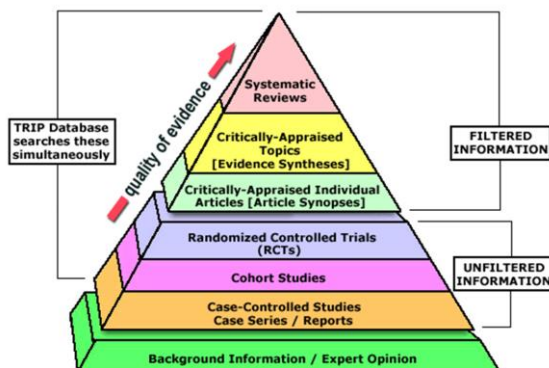 Systematic
Reviews
quality of evidence
TRIP Database
searches these
simultaneously
Critically-Appraised
Topics
[Evidence Syntheses]
FILTERED
INFORMATION
Critically-Appraised Individual
Articles [Article Synopses]
Randomized Controlled Trials
(RCTs)
Cohort Studies
UNFILTERED
INFORMATION
Case-Controlled Studies
Case Series / Reports
Background Information / Expert Opinion